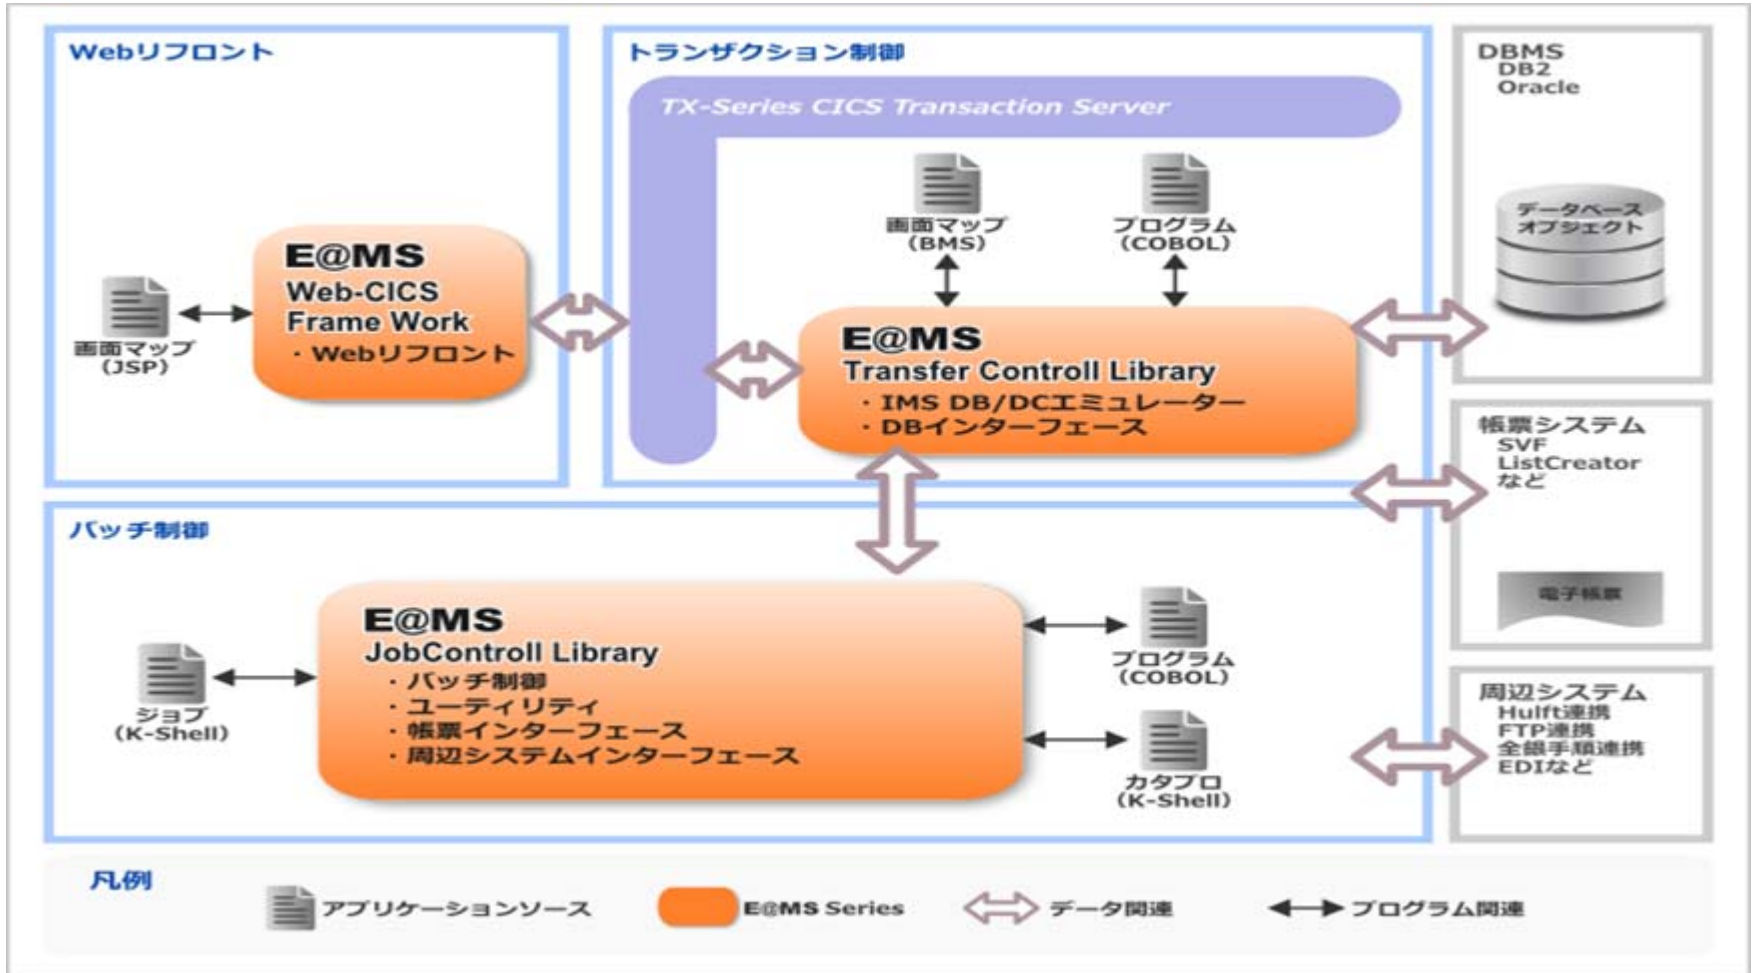 Webリフロント
E@MS
Web-CICS
Frame Work
・Webリフロント
画面マップ
(JSP)
トランザクション制御
TX-Series CICS Transaction Server
画面マップ
(BMS)
プログラム
(COBOL)
E@MS
Transfer Controll Library
・IMS DB/DCエミュレーター
・DBインターフェース
DBMS
DB2
Oracle
データベース
オブジェクト
帳票システム
SVF
ListCreator
など
電子帳票
周辺システム
Hulft連携
FTP連携
全銀手順連携
EDIなど
バッチ制御
E@MS
JobControll Library
・バッチ制御
・ユーティリティ
・帳票インターフェース
・周辺システムインターフェース
ジョブ
(K-Shell)
プログラム
(COBOL)
カタプロ
(K-Shell)
凡例
アプリケーションソース
E@MS Series
データ関連
プログラム関連